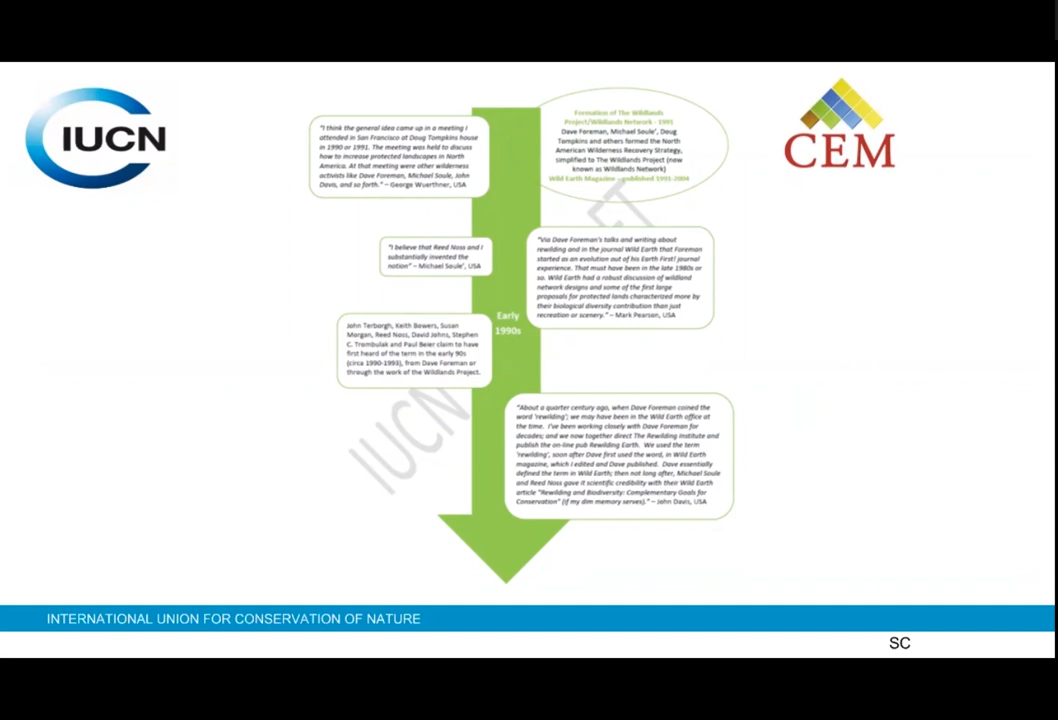 IUCN
CEM
"I think the general idea came up in a meeting I
attended in San Francisco at Doug Tompkins house
in 1990 or 1991. The meeting was held to discuss
how to increase protected landscapes in North
America. At that meeting were other wilderness
activists like Dave Foreman, Michael Soule, John
Davis, and so forth." – George Wuerthner, USA
Formation of The Wildlands
Project/Wildlands Network - 1991
Dave Foreman, Michael Soule', Doug
Tompkins and others formed the North
American Wilderness Recovery Strategy,
simplified to The Wildlands Project (now
known as Wildlands Network)
Wild Earth Magazine – published 1991-2004
"I believe that Reed Noss and I
substantially invented the
notion" – Michael Soule', USA
"Via Dave Foreman's talks and writing about
rewilding and in the journal Wild Earth that Foreman
started as an evolution out of his Earth First! journal
experience. That must have been in the late 1980s or
so. Wild Earth had a robust discussion of wildland
network designs and some of the first large
proposals for protected lands characterized more by
their biological diversity contribution than just
recreation or scenery." – Mark Pearson, USA
Early
1990s
John Terborgh, Keith Bowers, Susan
Morgan, Reed Noss, David Johns, Stephen
C. Trombulak and Paul Beier claim to have
first heard of the term in the early 90s
(circa 1990-1993), from Dave Foreman or
through the work of the Wildlands Project.
"About a quarter century ago, when Dave Foreman coined the
word 'rewilding'; we may have been in the Wild Earth office at
the time. I've been working closely with Dave Foreman for
decades; and we now together direct The Rewilding Institute and
publish the on-line pub Rewilding Earth. We used the term
'rewilding', soon after Dave first used the word, in Wild Earth
magazine, which I edited and Dave published. Dave essentially
defined the term in Wild Earth; then not long after, Michael Soule
and Reed Noss gave it scientific credibility with their Wild Earth
article "Rewilding and Biodiversity: Complementary Goals for
Conservation" (if my dim memory serves)." – John Davis, USA
IUCN
ET
INTERNATIONAL UNION FOR CONSERVATION OF NATURE
SC